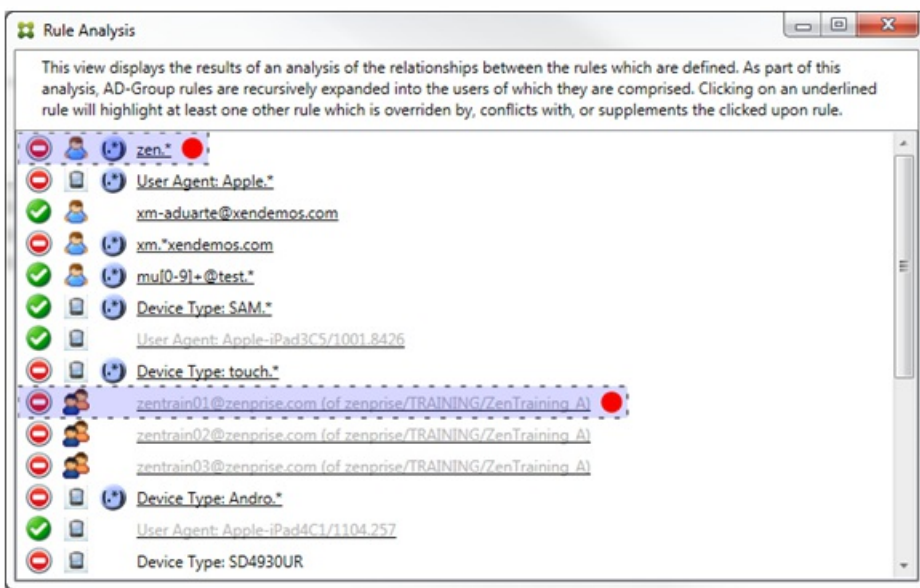 Rule Analysis
This view displays the results of an analysis of the relationships between the rules which are defined. As part of this
analysis, AD-Group rules are recursively expanded into the users of which they are comprised. Clicking on an underlined
rule will highlight at least one other rule which is overriden by, conflicts with, or supplements the clicked upon rule.
(.*) zen.*
(.*) User Agent: Apple.*
xm-aduarte@xendemos.com
(.*) xm.*xendemos.com
(.*) mu[0-9]+@test.*
(.*) Device Type: SAM.*
User Agent: Apple-iPad3C5/1001.8426
(.*) Device Type: touch.*
zentrain01@zenprise.com (of zenprise/TRAINING/ZenTraining_A)
zentrain02@zenprise.com (of zenprise/TRAINING/ZenTraining_A)
zentrain03@zenprise.com (of zenprise/TRAINING/ZenTraining_A)
(.*) Device Type: Andro.*
User Agent: Apple-iPad4C1/1104.257
Device Type: SD4930UR